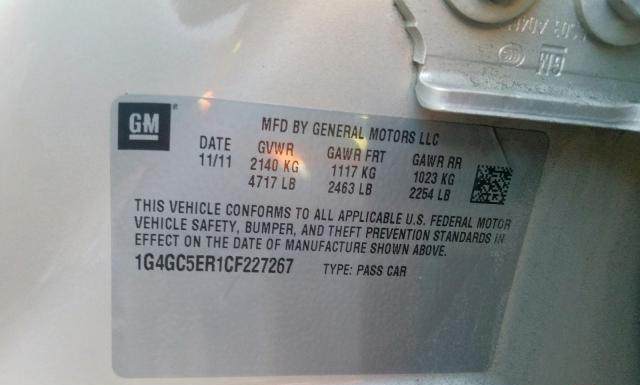 GM
MFD BY GENERAL MOTORS LLC
DATE GVWR GAWR FRT GAWR RR
11/11 2140 KG 1117 KG 1023 KG
4717 LB 2463 LB 2254 LB
THIS VEHICLE CONFORMS TO ALL APPLICABLE U.S. FEDERAL MOTOR
VEHICLE SAFETY, BUMPER, AND THEFT PREVENTION STANDARDS IN
EFFECT ON THE DATE OF MANUFACTURE SHOWN ABOVE.
1G4GC5ER1CF227267 TYPE: PASS CAR
GM